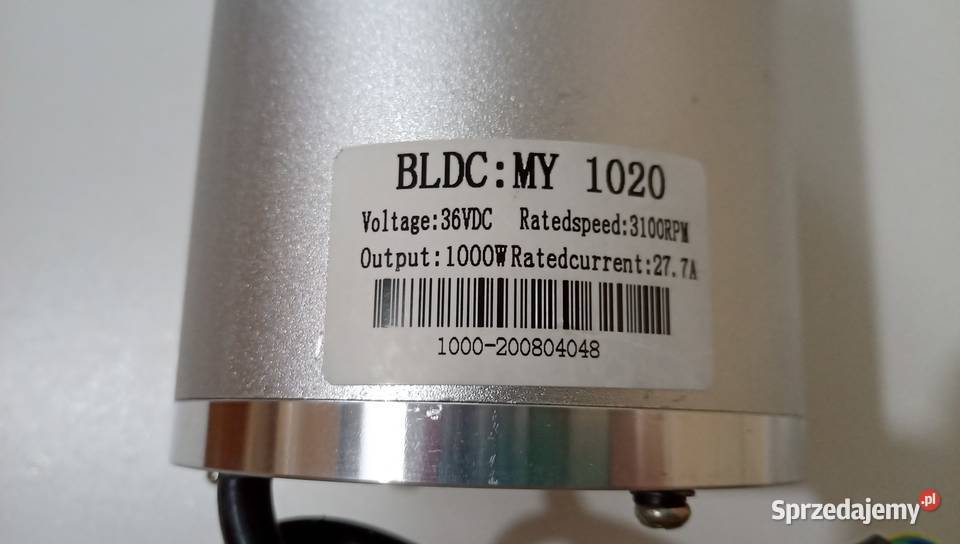 BLDC:MY 1020
Voltage:36VDC Ratedspeed:3100RPM
Output:1000W Ratedcurrent:27.7A
1000-200804048
Sprzedajemy.pl